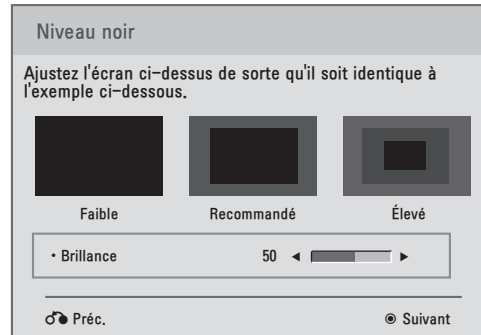 Niveau noir
Ajustez l'écran ci-dessus de sorte qu'il soit identique à
l'exemple ci-dessous.
Faible Recommandé Élevé
• Brillance 50 ◄ ►
Préc. ◉ Suivant